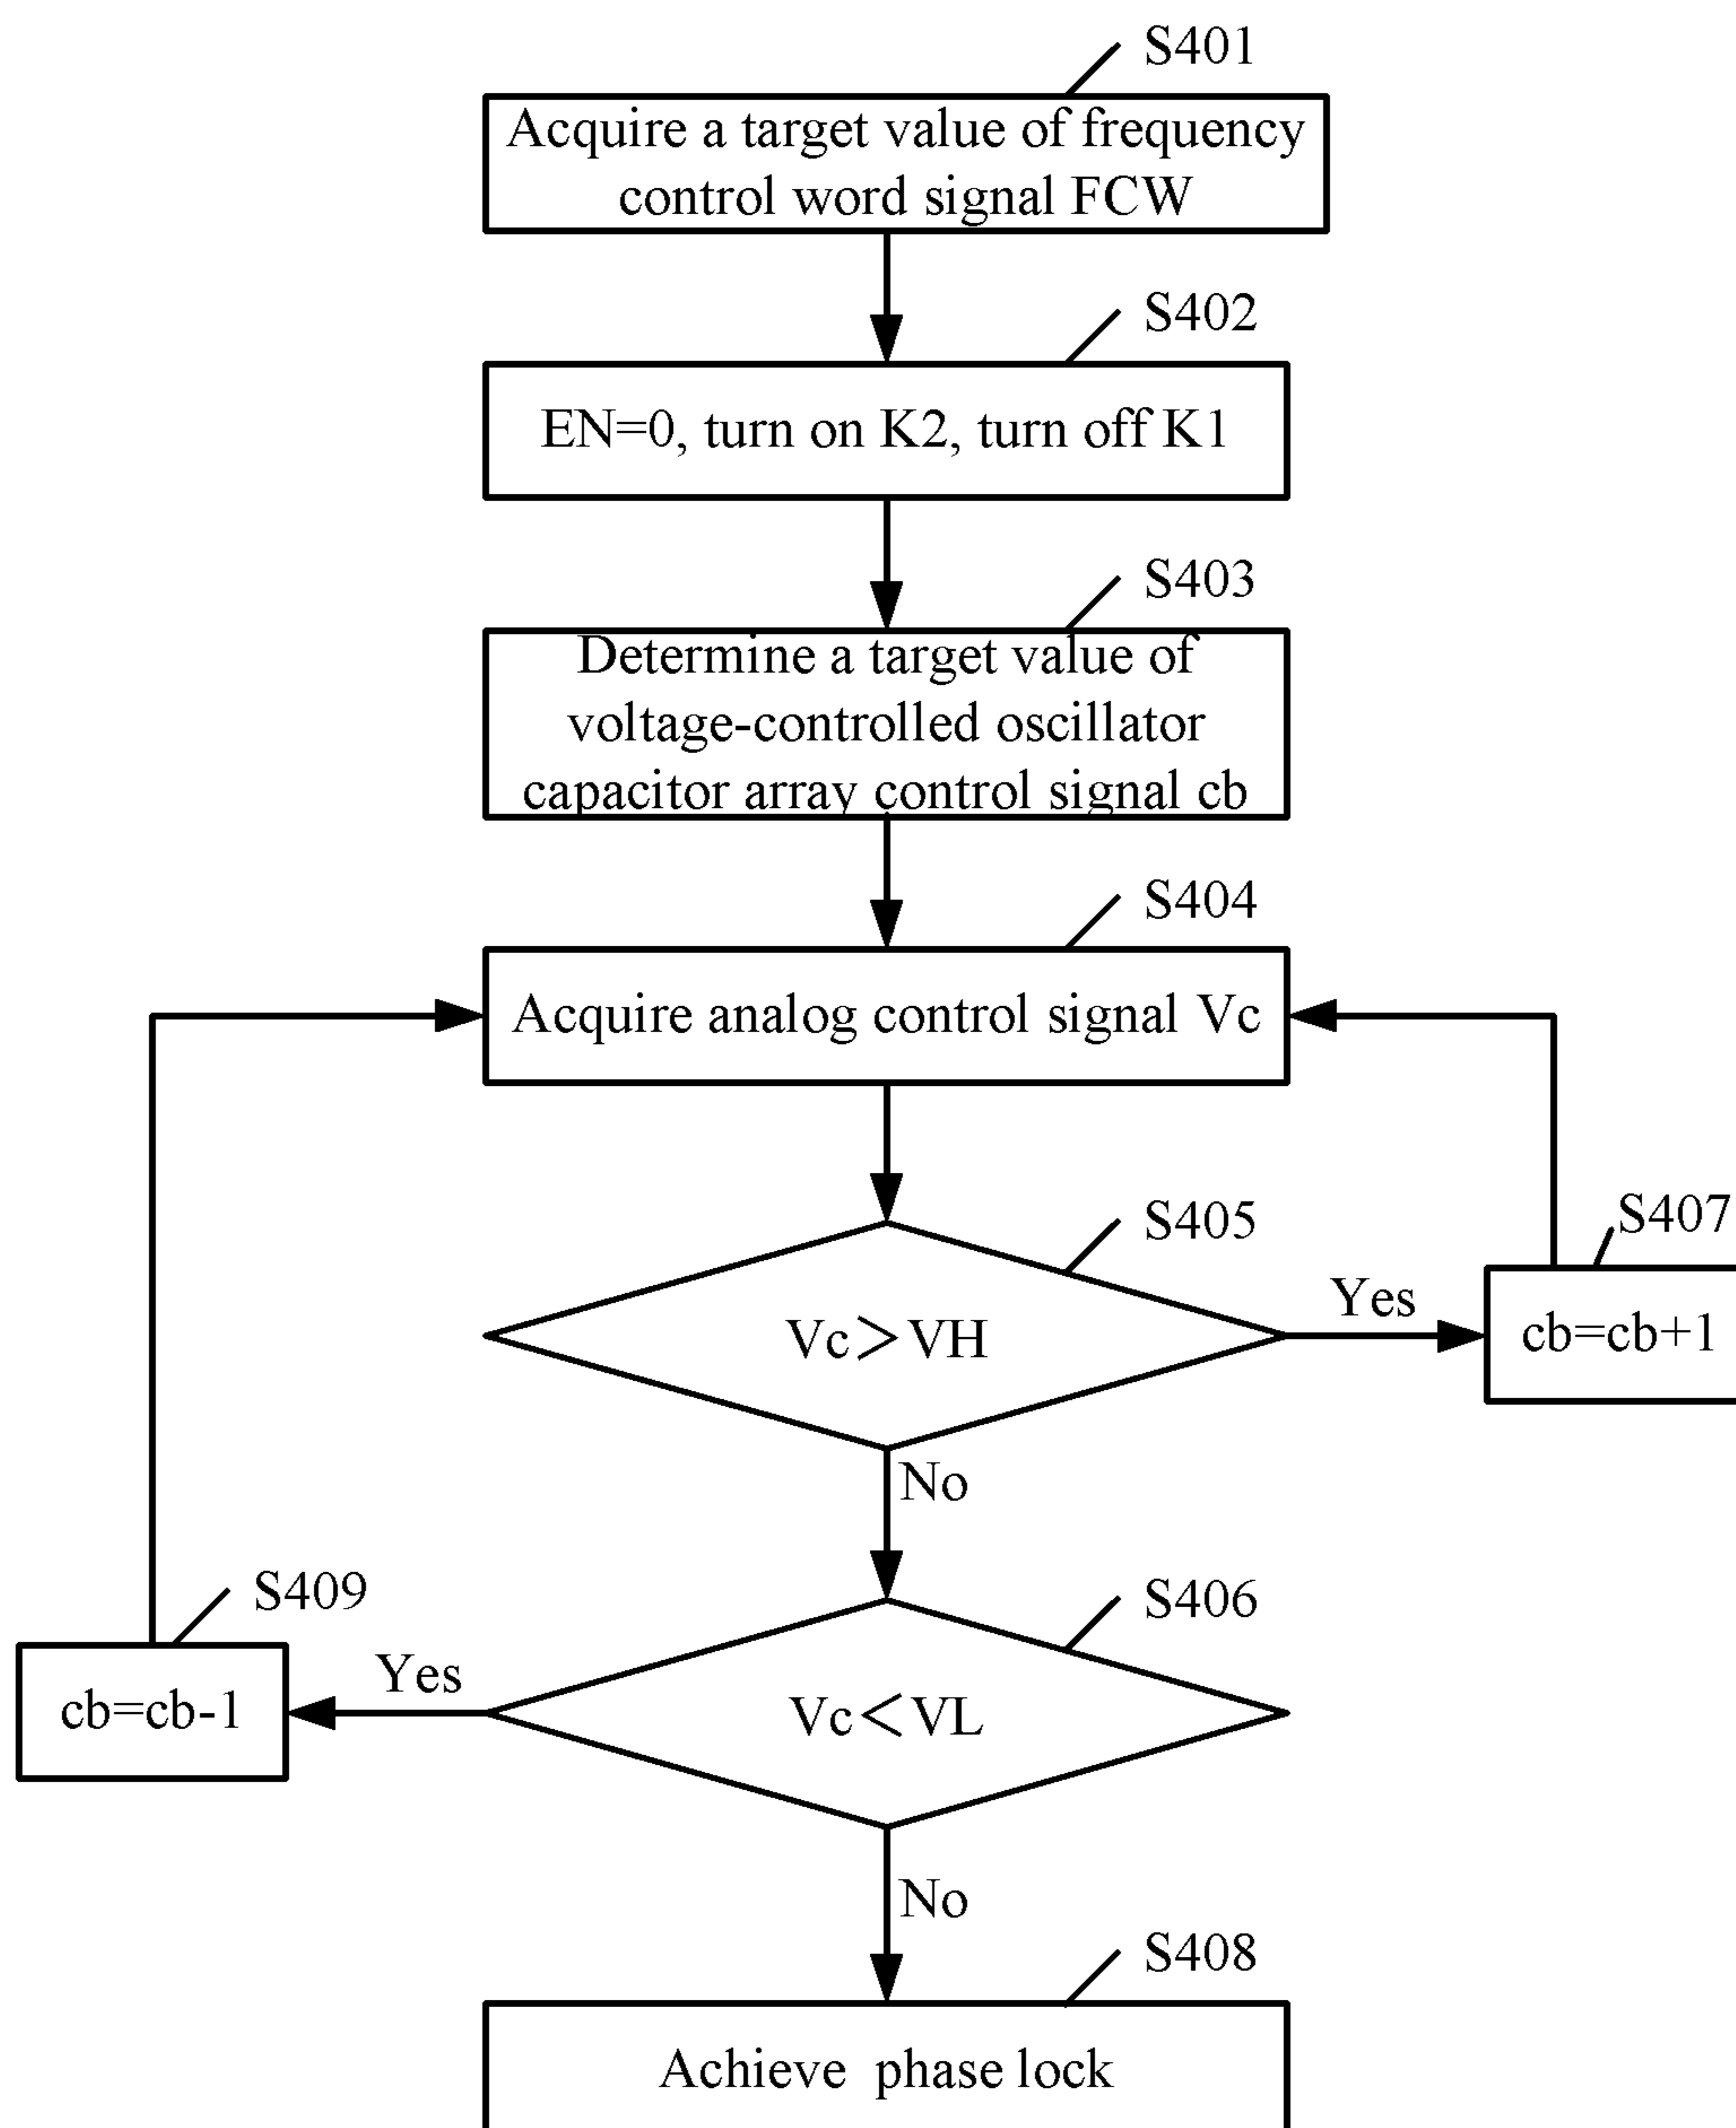 S401
Acquire a target value of frequency
control word signal FCW
S402
EN=0, turn on K2, turn off K1
S403
Determine a target value of
voltage-controlled oscillator
capacitor array control signal cb
S404
Acquire analog control signal Vc
S405
Vc>VH
Yes
S407
cb=cb+1
No
S406
Vc<VL
Yes
S409
cb=cb-1
No
S408
Achieve phase lock